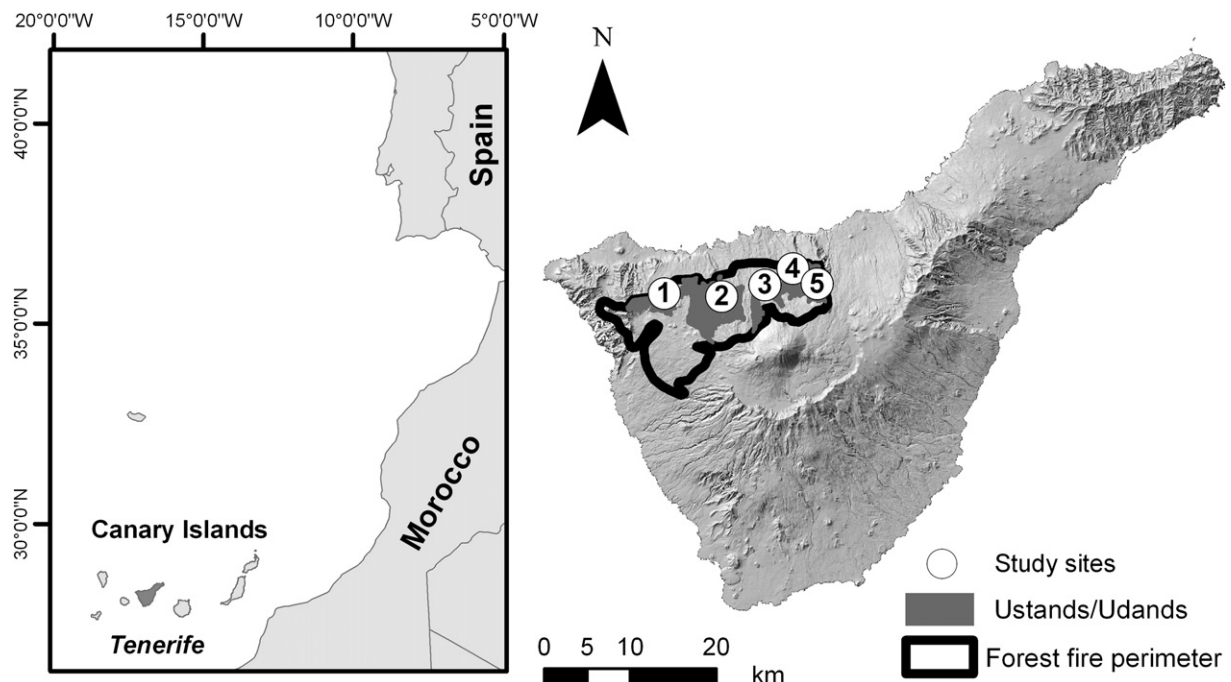 20°0'0"W
15°0'0"W
10°0'0"W
5°0'0"W
40°0'0"N
35°0'0"N
30°0'0"N
Spain
Morocco
Canary Islands
Tenerife
N
1
2
3
4
5
Study sites
Ustands/Udands
Forest fire perimeter
0 5 10 20
km